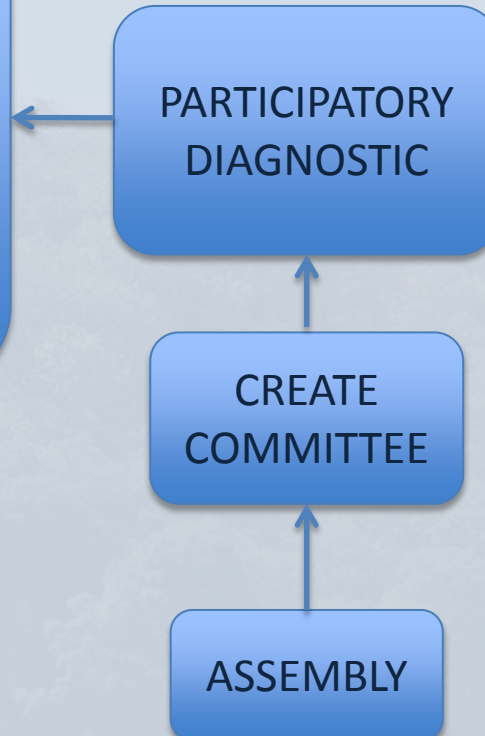 PARTICIPATORY
DIAGNOSTIC
CREATE
COMMITTEE
ASSEMBLY